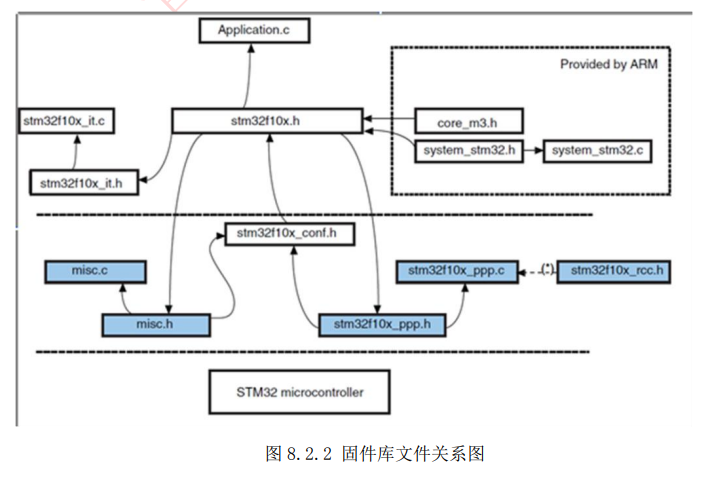 Application.c
Provided by ARM
stm32f10x_it.c
stm32f10x.h
core_m3.h
system_stm32.h
system_stm32.c
stm32f10x_it.h
stm32f10x_conf.h
misc.c
stm32f10x_ppp.c
(*)
stm32f10x_rcc.h
misc.h
stm32f10x_ppp.h
STM32 microcontroller
图 8.2.2 固件库文件关系图